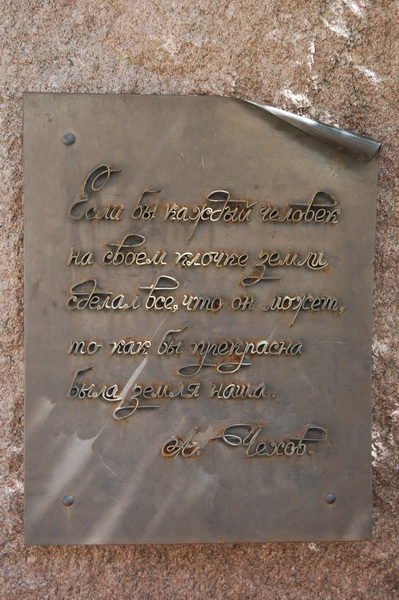 Если бы каждый человек
на своем клочке земли
сделал все, что он может,
то как бы прекрасна
была земля наша.
Ап. Чехов.